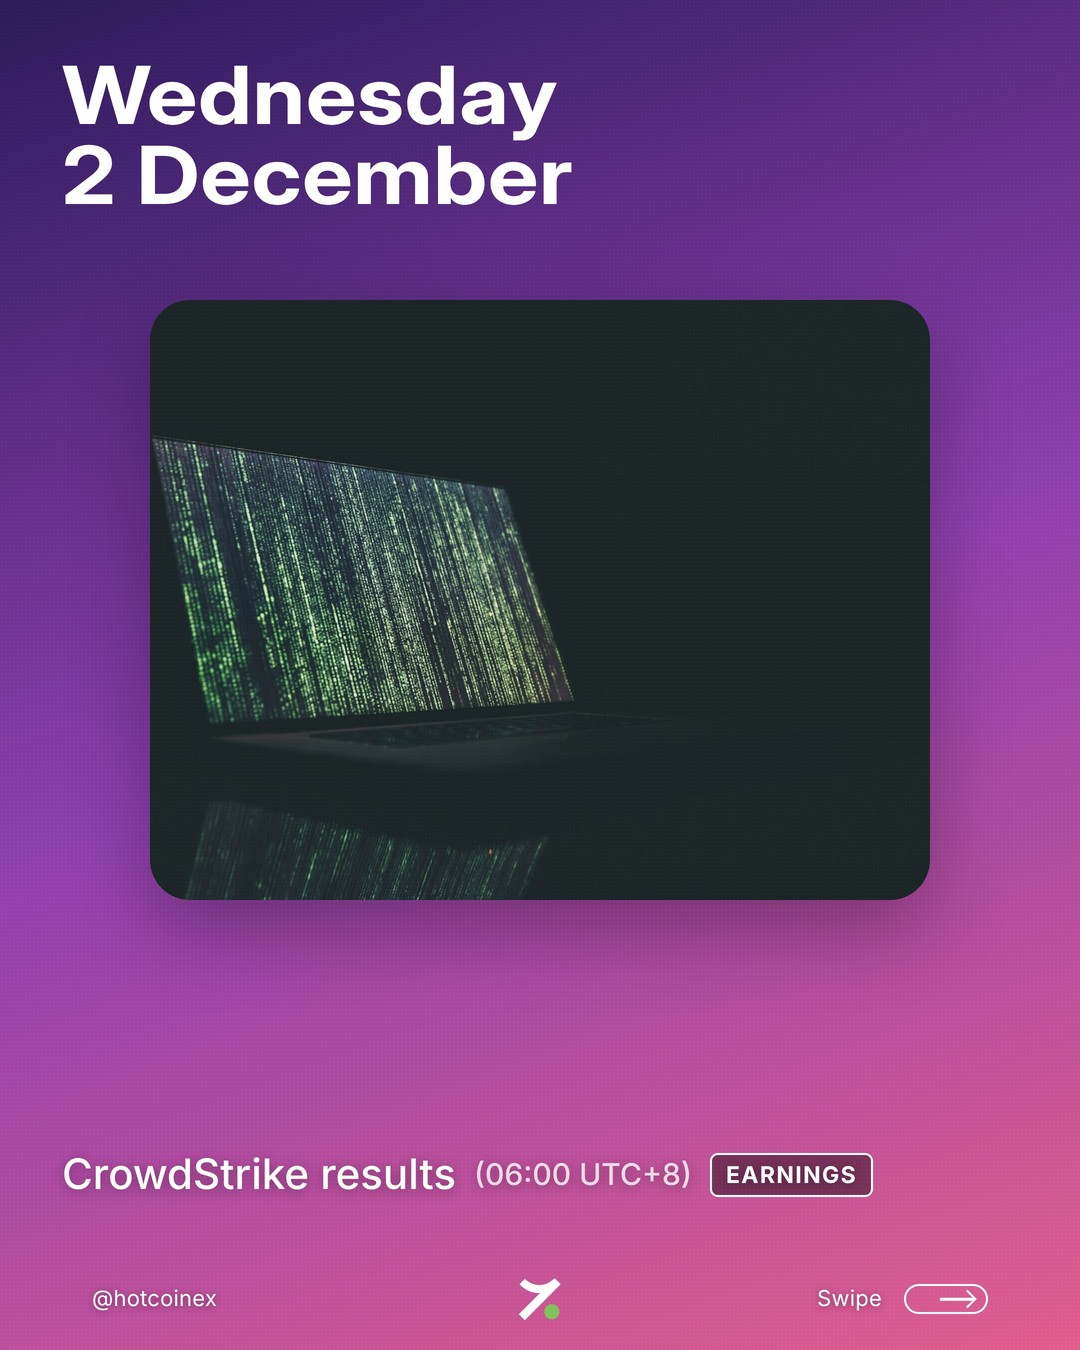 Wednesday
2 December
CrowdStrike results (06:00 UTC+8) EARNINGS
@hotcoinex
Swipe